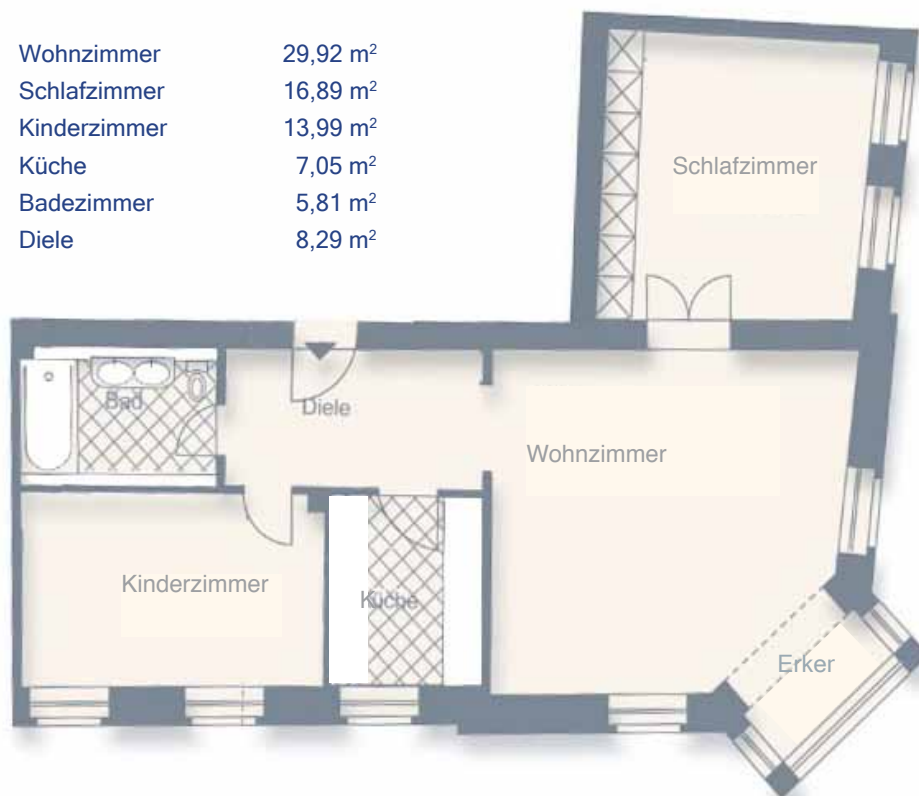 Wohnzimmer 29,92 m²
Schlafzimmer 16,89 m²
Kinderzimmer 13,99 m²
Küche 7,05 m²
Badezimmer 5,81 m²
Diele 8,29 m²
Schlafzimmer
Bad
Diele
Wohnzimmer
Kinderzimmer
Küche
Erker